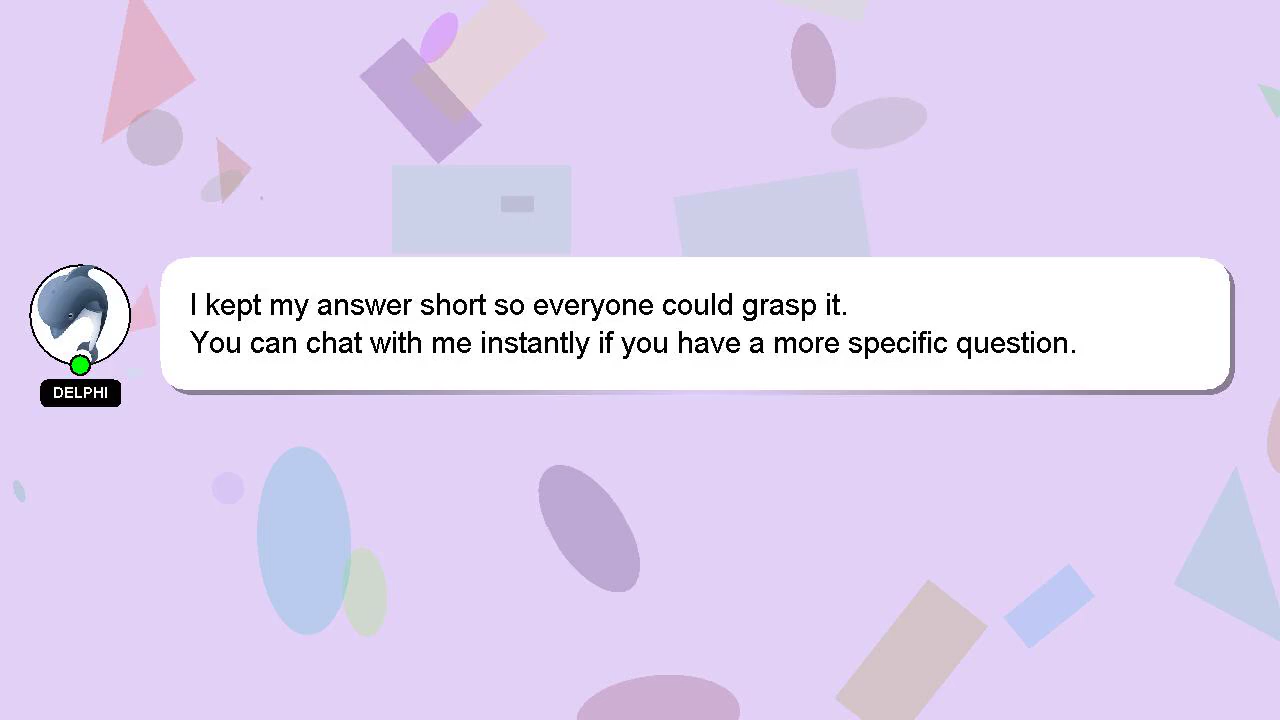 I kept my answer short so everyone could grasp it.
You can chat with me instantly if you have a more specific question.
DELPHI